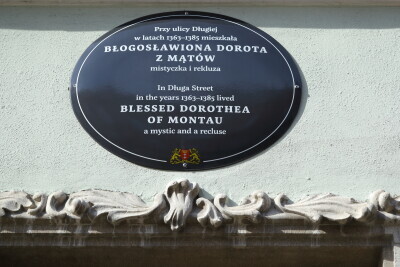 Przy ulicy Długiej
w latach 1363-1385 mieszkała
BŁOGOSŁAWIONA DOROTA
Z MĄTÓW
mistyczka i rekluza
In Długa Street
in the years 1363-1385 lived
BLESSED DOROTHEA
OF MONTAU
a mystic and a recluse